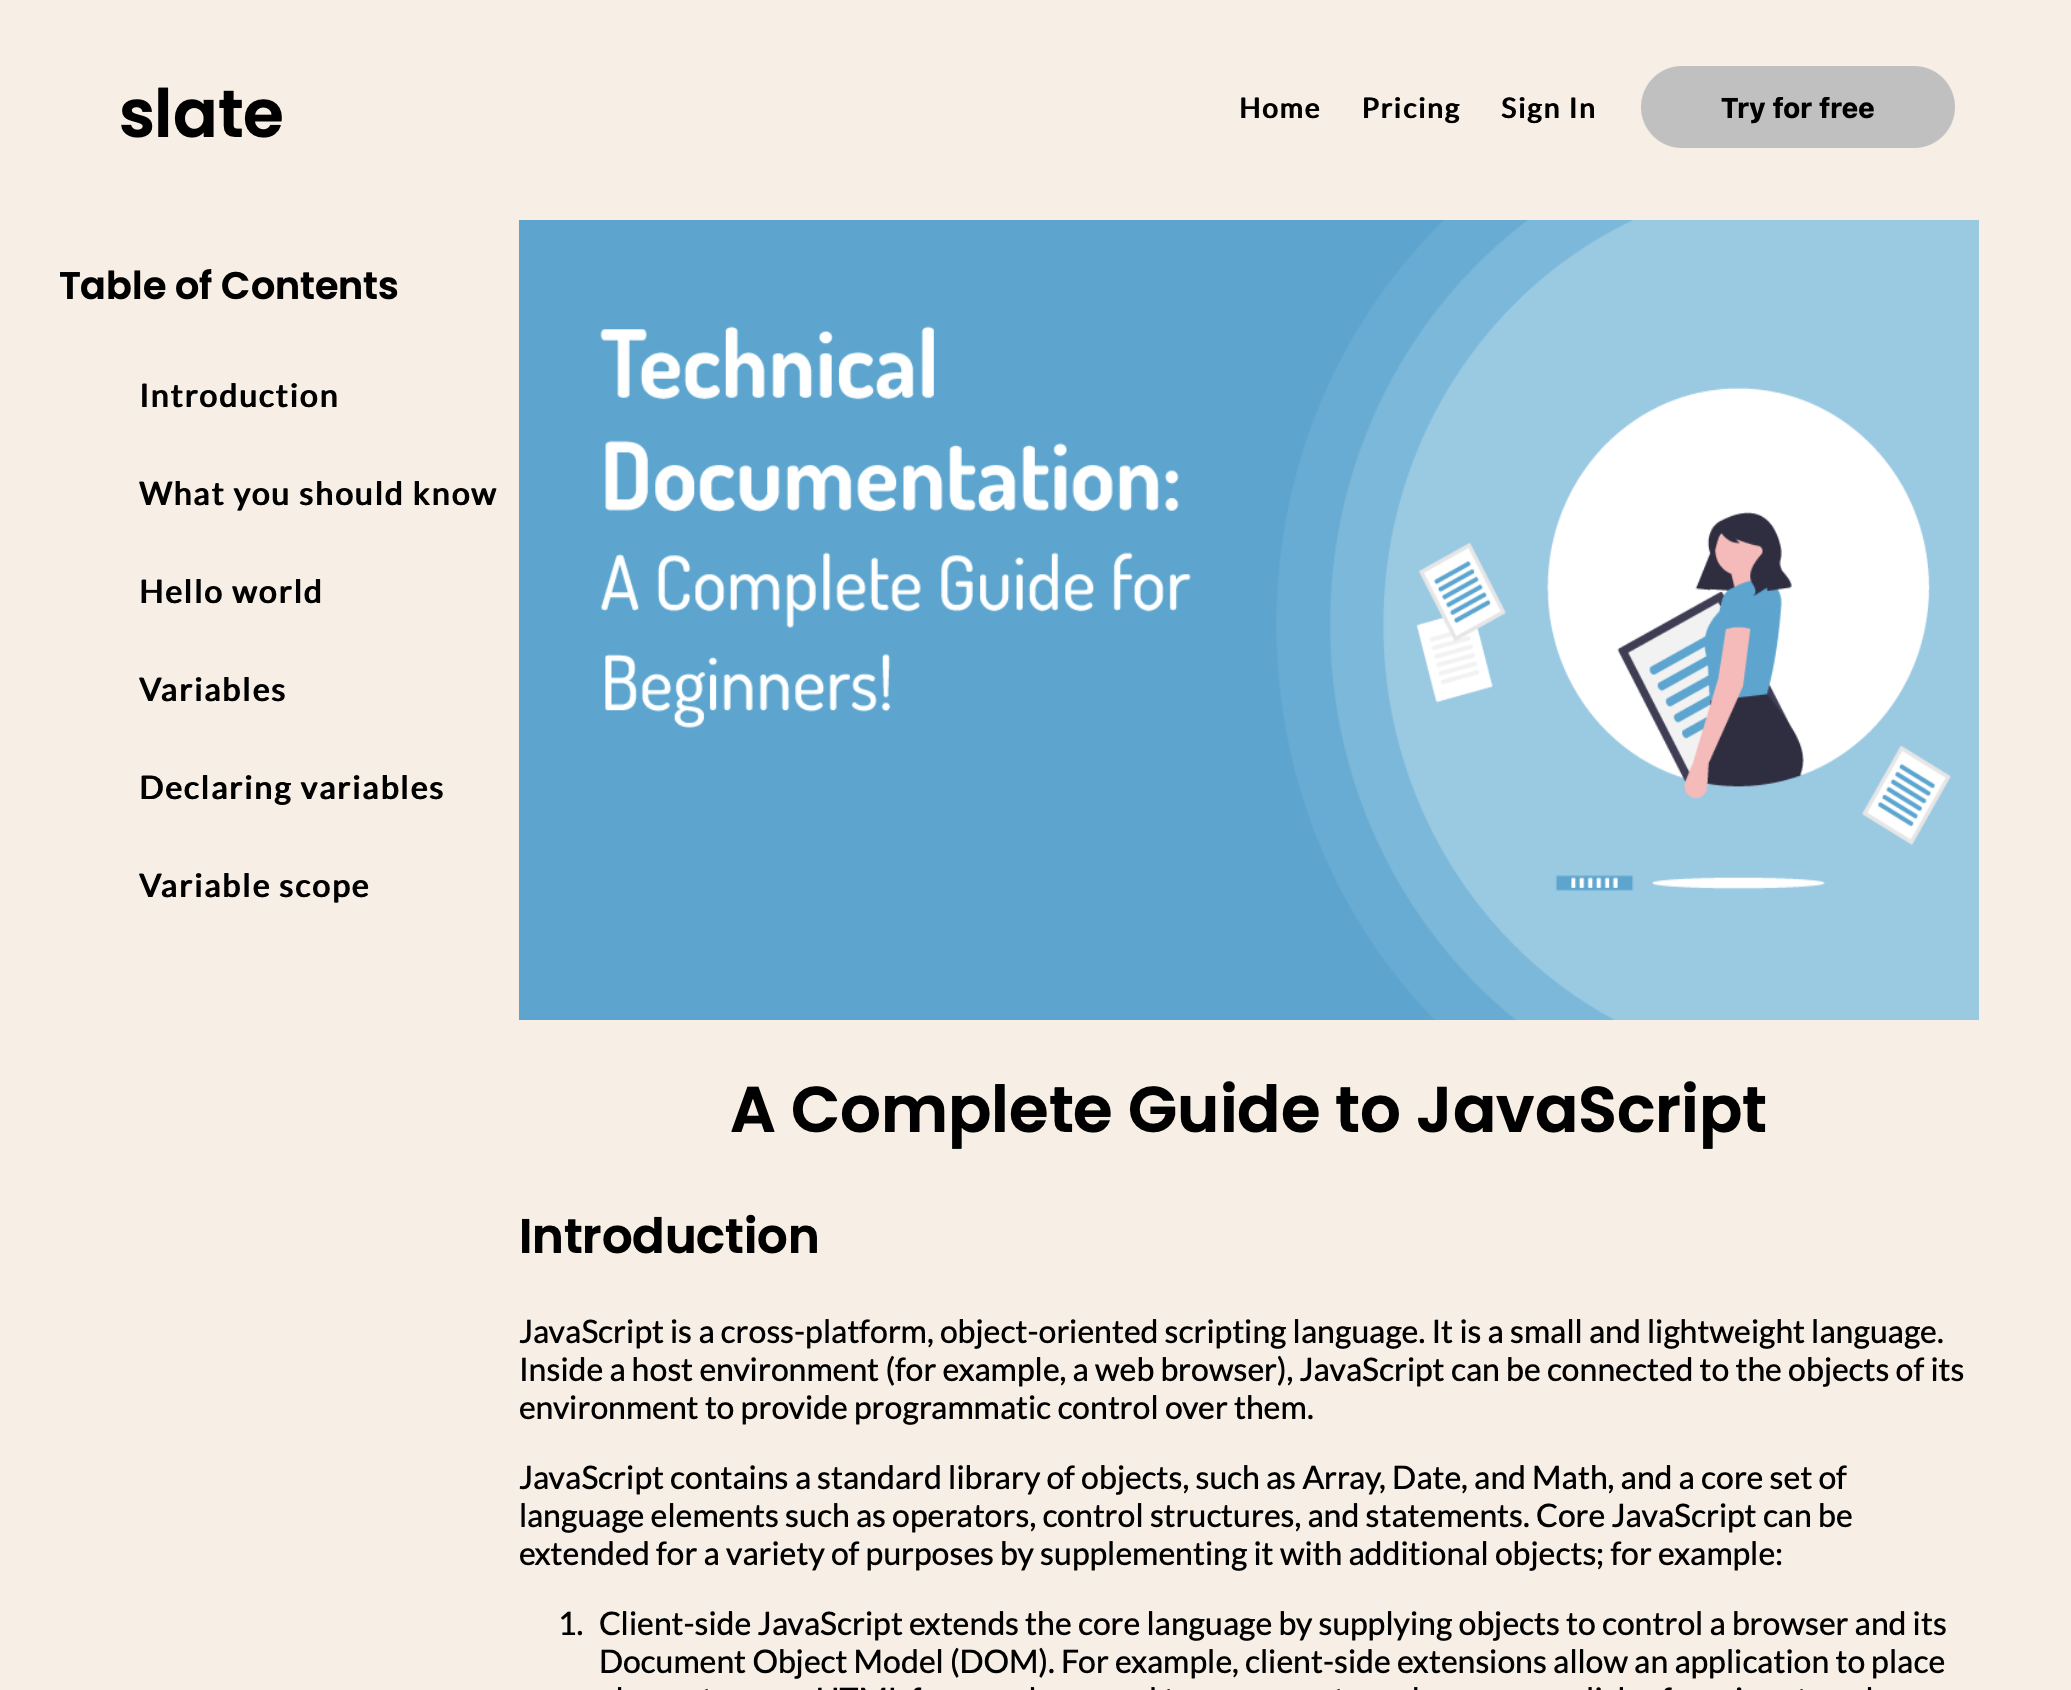 slate
Home Pricing Sign In Try for free
Table of Contents
Introduction
What you should know
Hello world
Variables
Declaring variables
Variable scope
Technical
Documentation:
A Complete Guide for
Beginners!
A Complete Guide to JavaScript
Introduction
JavaScript is a cross-platform, object-oriented scripting language. It is a small and lightweight language.
Inside a host environment (for example, a web browser), JavaScript can be connected to the objects of its
environment to provide programmatic control over them.
JavaScript contains a standard library of objects, such as Array, Date, and Math, and a core set of
language elements such as operators, control structures, and statements. Core JavaScript can be
extended for a variety of purposes by supplementing it with additional objects; for example:
1. Client-side JavaScript extends the core language by supplying objects to control a browser and its
Document Object Model (DOM). For example, client-side extensions allow an application to place